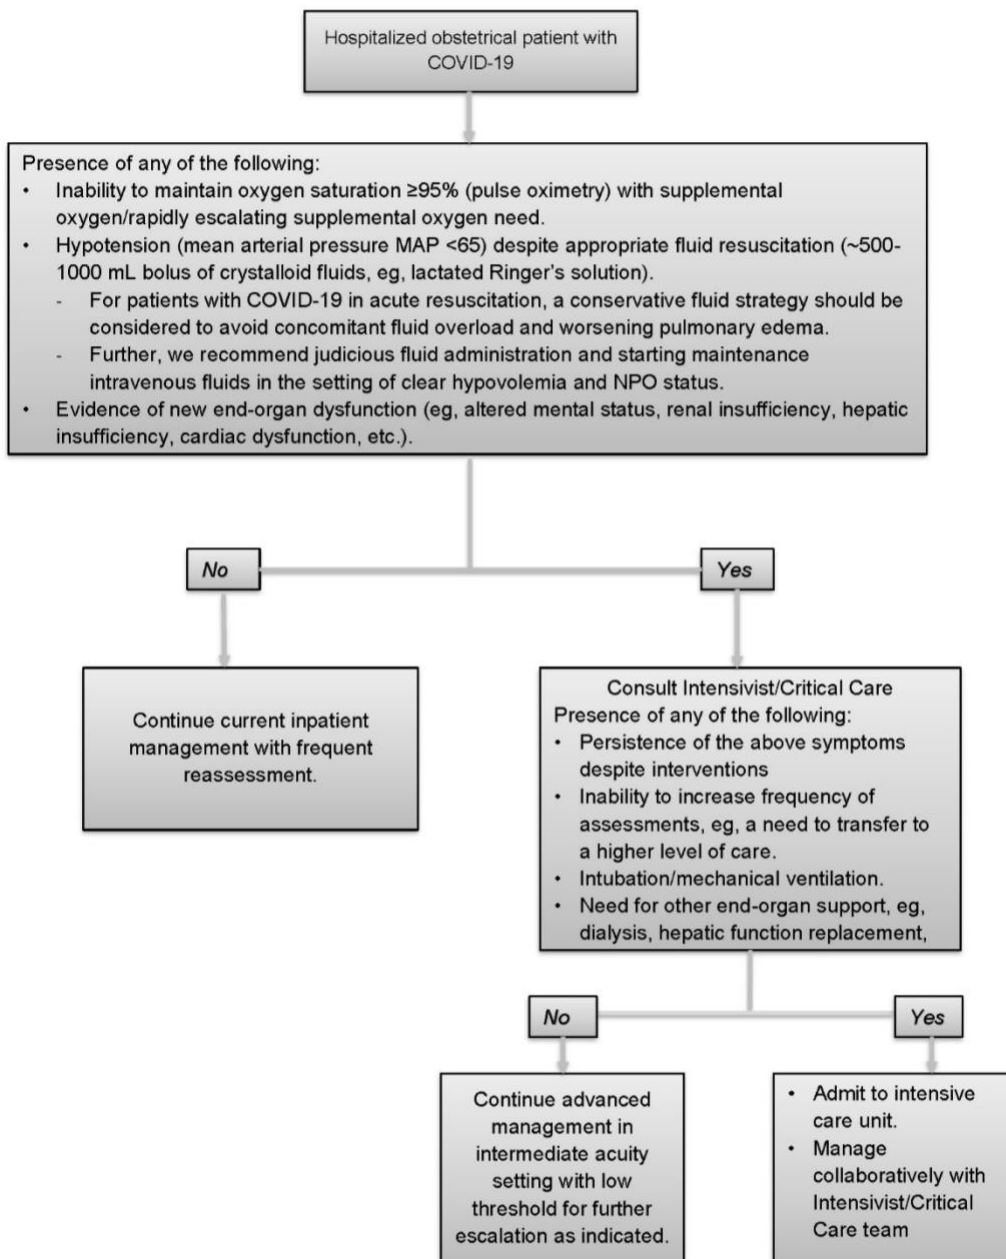 Hospitalized obstetrical patient with
COVID-19
Presence of any of the following:
• Inability to maintain oxygen saturation ≥95% (pulse oximetry) with supplemental
oxygen/rapidly escalating supplemental oxygen need.
• Hypotension (mean arterial pressure MAP <65) despite appropriate fluid resuscitation (~500-
1000 mL bolus of crystalloid fluids, eg, lactated Ringer's solution).
- For patients with COVID-19 in acute resuscitation, a conservative fluid strategy should be
considered to avoid concomitant fluid overload and worsening pulmonary edema.
- Further, we recommend judicious fluid administration and starting maintenance
intravenous fluids in the setting of clear hypovolemia and NPO status.
• Evidence of new end-organ dysfunction (eg, altered mental status, renal insufficiency, hepatic
insufficiency, cardiac dysfunction, etc.).
No
Yes
Continue current inpatient
management with frequent
reassessment.
Consult Intensivist/Critical Care
Presence of any of the following:
• Persistence of the above symptoms
despite interventions
• Inability to increase frequency of
assessments, eg, a need to transfer to
a higher level of care.
• Intubation/mechanical ventilation.
• Need for other end-organ support, eg,
dialysis, hepatic function replacement,
No
Yes
Continue advanced
management in
intermediate acuity
setting with low
threshold for further
escalation as indicated.
• Admit to intensive
care unit.
• Manage
collaboratively with
Intensivist/Critical
Care team